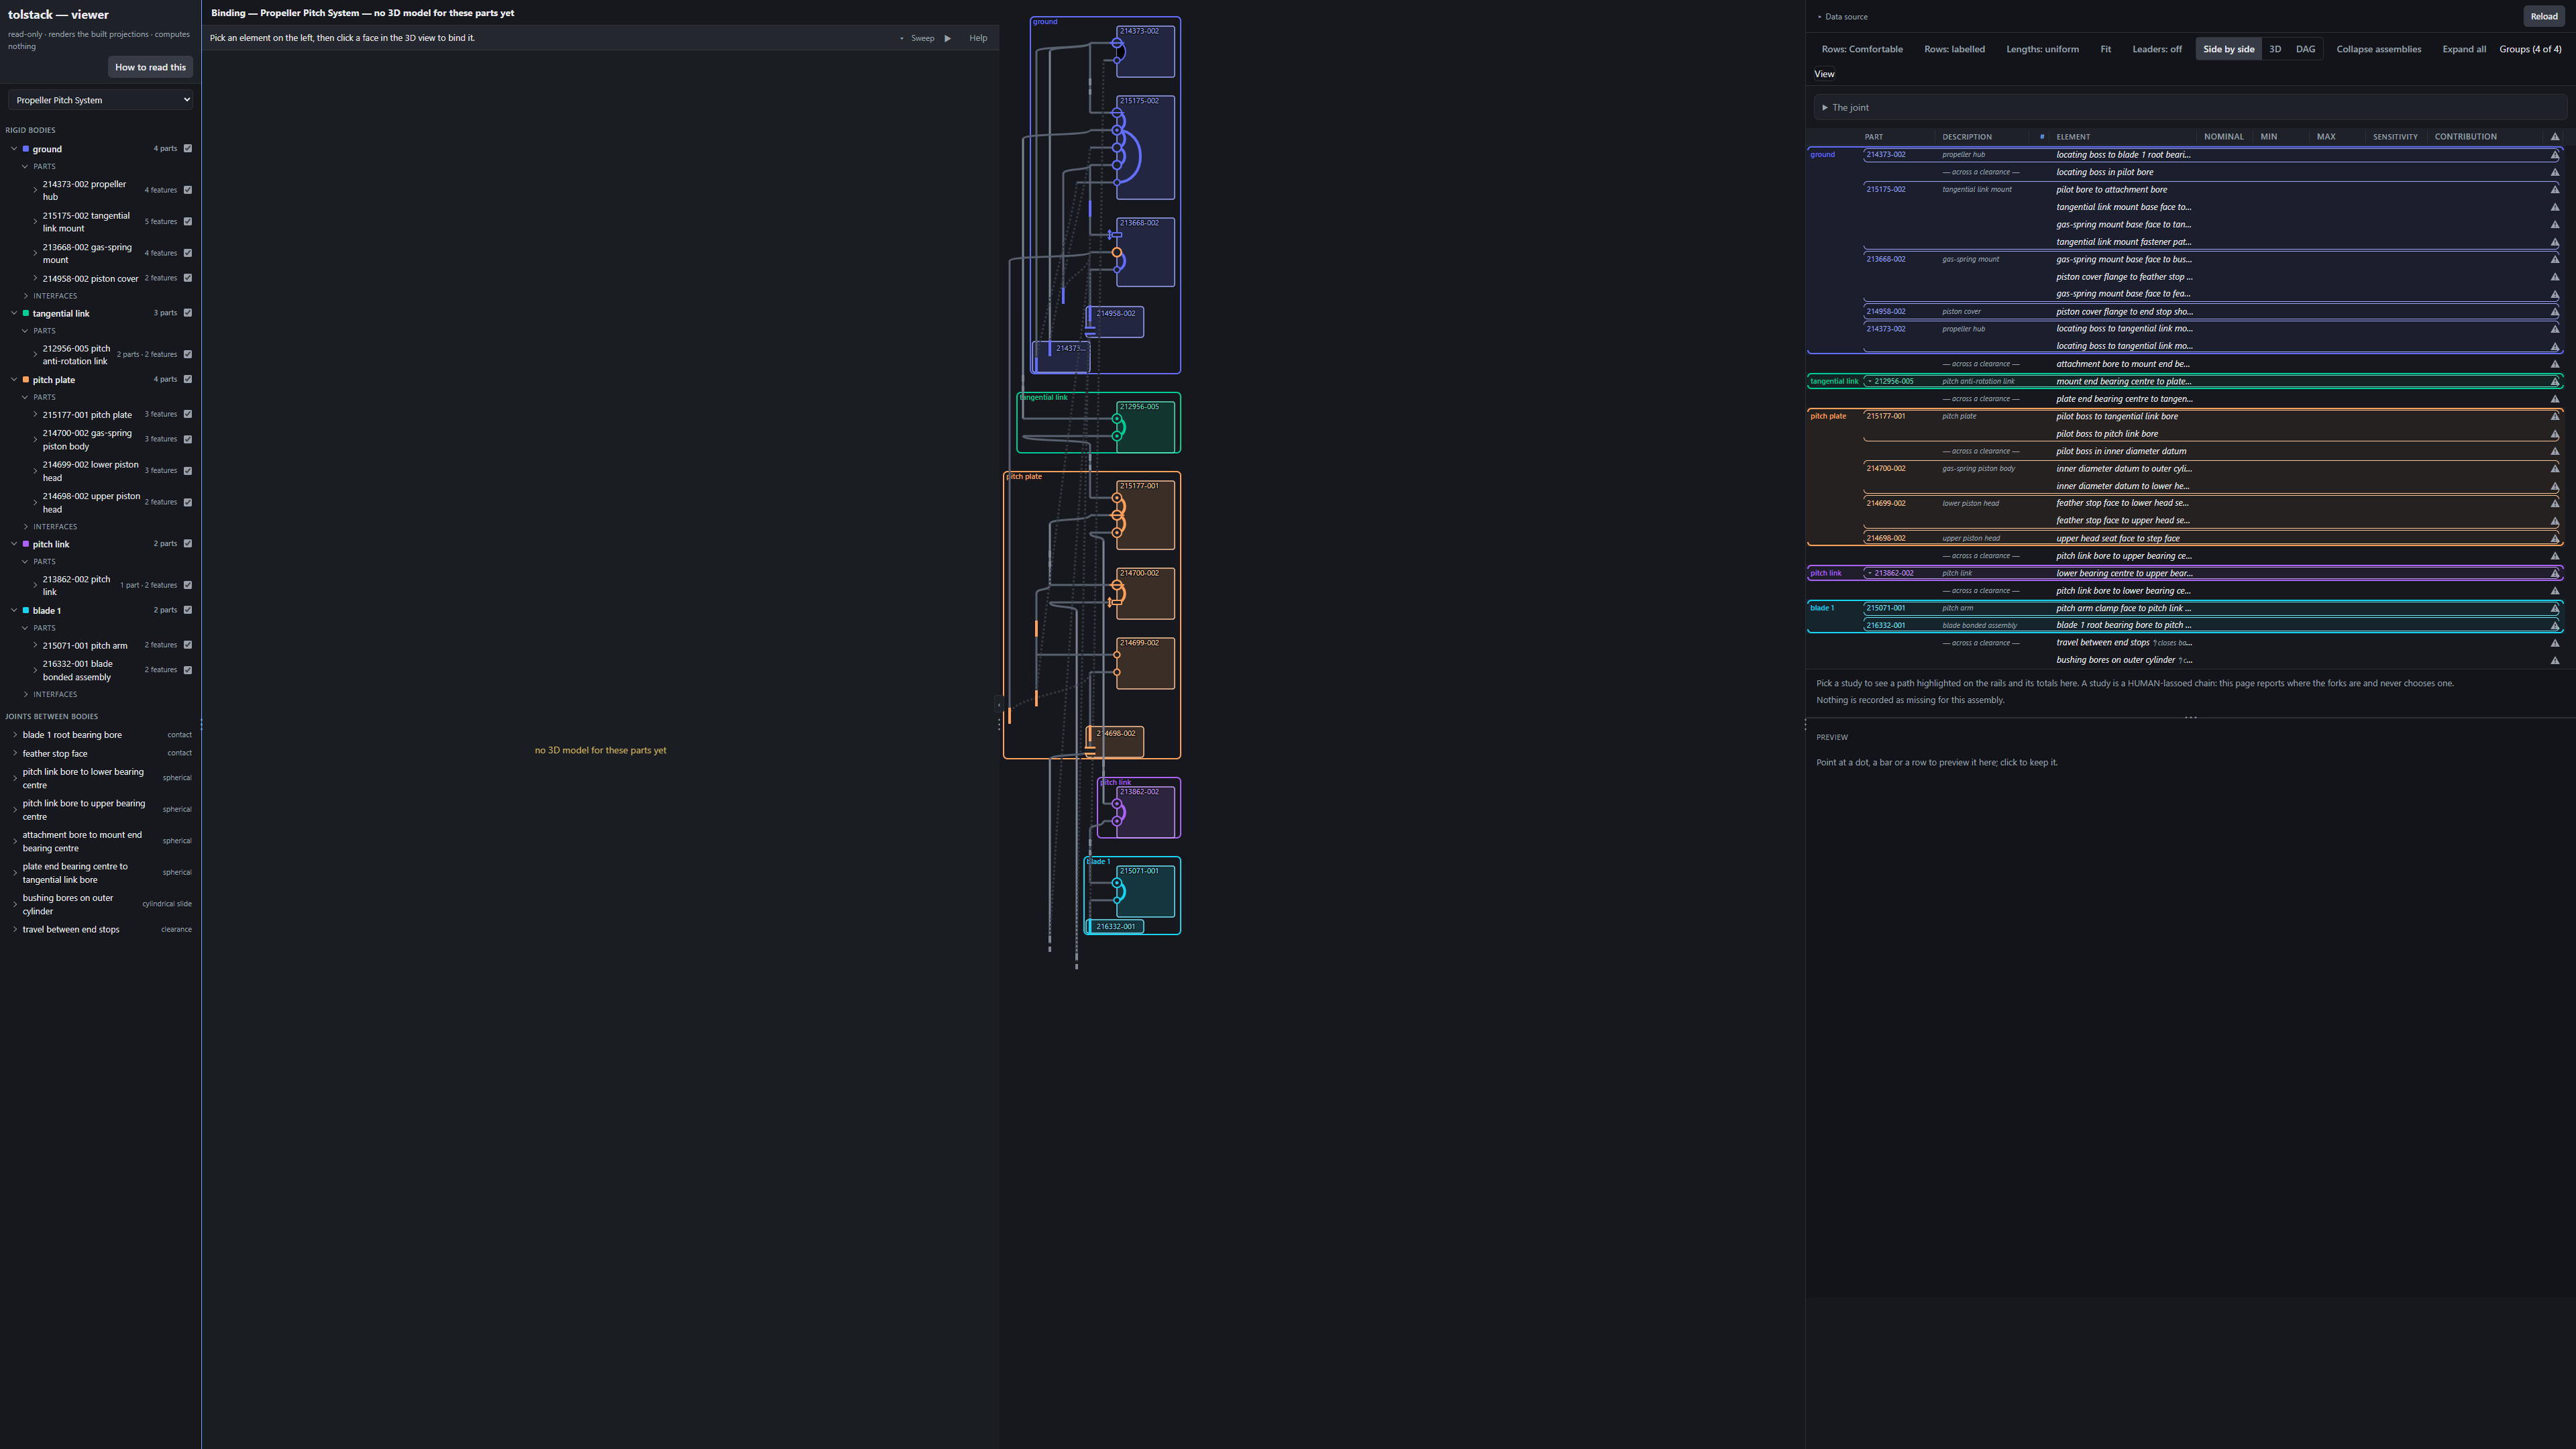 tolstack — viewer
read-only · renders the built projections · computes
nothing
How to read this
Propeller Pitch System
RIGID BODIES
ground 4 parts
PARTS
214373-002 propeller
hub 4 features
215175-002 tangential
link mount 5 features
213668-002 gas-spring
mount 4 features
214958-002 piston cover 2 features
INTERFACES
tangential link 3 parts
PARTS
212956-005 pitch
anti-rotation link 2 parts · 2 features
pitch plate 4 parts
PARTS
215177-001 pitch plate 3 features
214700-002 gas-spring
piston body 3 features
214699-002 lower piston
head 3 features
214698-002 upper piston
head 2 features
INTERFACES
pitch link 2 parts
PARTS
213862-002 pitch
link 1 part · 2 features
blade 1 2 parts
PARTS
215071-001 pitch arm 2 features
216332-001 blade
bonded assembly 2 features
INTERFACES
JOINTS BETWEEN BODIES
blade 1 root bearing bore contact
feather stop face contact
pitch link bore to lower bearing
centre spherical
pitch link bore to upper bearing
centre spherical
attachment bore to mount end
bearing centre spherical
plate end bearing centre to
tangential link bore spherical
bushing bores on outer
cylinder cylindrical slide
travel between end stops clearance
Binding — Propeller Pitch System — no 3D model for these parts yet
Pick an element on the left, then click a face in the 3D view to bind it.
Sweep ▶ Help
no 3D model for these parts yet
ground
214373-002
215175-002
213668-002
214958-002
214373...
tangential link
212956-005
pitch plate
215177-001
214700-002
214699-002
214698-002
pitch link
213862-002
blade 1
215071-001
216332-001
Data source Reload
Rows: Comfortable Rows: labelled Lengths: uniform Fit Leaders: off Side by side 3D DAG Collapse assemblies Expand all Groups (4 of 4)
View
▶ The joint
PART DESCRIPTION # ELEMENT NOMINAL MIN MAX SENSITIVITY CONTRIBUTION
ground 214373-002 propeller hub locating boss to blade 1 root beari...
— across a clearance — locating boss in pilot bore
215175-002 tangential link mount pilot bore to attachment bore
tangential link mount base face to...
gas-spring mount base face to tan...
tangential link mount fastener pat...
213668-002 gas-spring mount gas-spring mount base face to bus...
piston cover flange to feather stop ...
gas-spring mount base face to fea...
214958-002 piston cover piston cover flange to end stop sho...
214373-002 propeller hub locating boss to tangential link mo...
locating boss to tangential link mo...
— across a clearance — attachment bore to mount end be...
tangential link 212956-005 pitch anti-rotation link mount end bearing centre to plate...
— across a clearance — plate end bearing centre to tangen...
pitch plate 215177-001 pitch plate pilot boss to tangential link bore
pilot boss to pitch link bore
— across a clearance — pilot boss in inner diameter datum
214700-002 gas-spring piston body inner diameter datum to outer cyli...
inner diameter datum to lower he...
214699-002 lower piston head feather stop face to lower head se...
feather stop face to upper head se...
214698-002 upper piston head upper head seat face to step face
— across a clearance — pitch link bore to upper bearing ce...
pitch link 213862-002 pitch link lower bearing centre to upper bear...
— across a clearance — pitch link bore to lower bearing ce...
blade 1 215071-001 pitch arm pitch arm clamp face to pitch link ...
216332-001 blade bonded assembly blade 1 root bearing bore to pitch ...
— across a clearance — travel between end stops closes ba...
bushing bores on outer cylinder
Pick a study to see a path highlighted on the rails and its totals here. A study is a HUMAN-lassoed chain: this page reports where the forks are and never chooses one.
Nothing is recorded as missing for this assembly.
PREVIEW
Point at a dot, a bar or a row to preview it here; click to keep it.